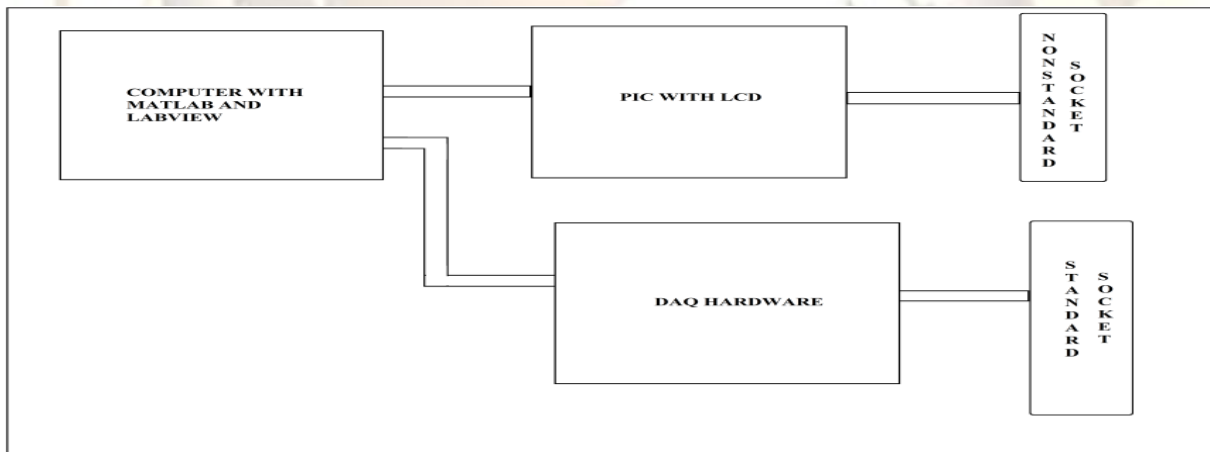 COMPUTER WITH
MATLAB AND
LABVIEW
PIC WITH LCD
NONSTANDARD
SOCKET
DAQ HARDWARE
STANDARD
SOCKET